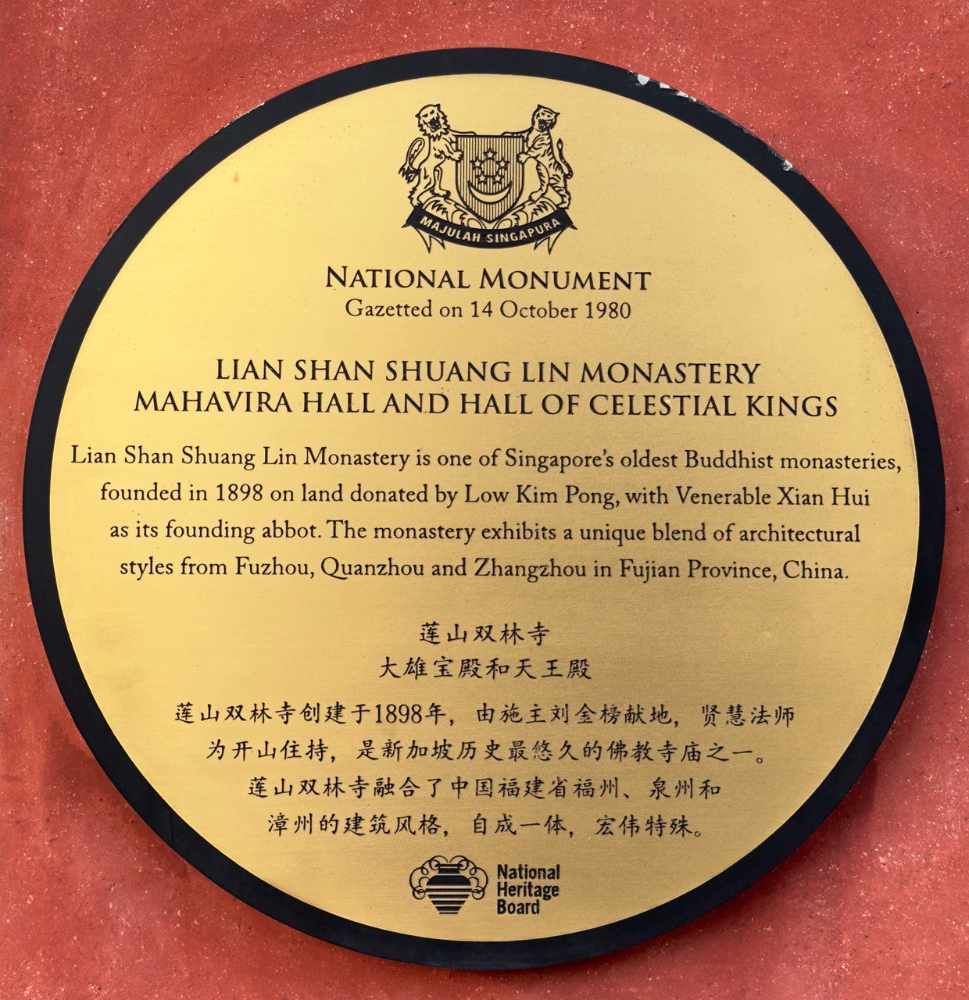 MAJULAH SINGAPURA
NATIONAL MONUMENT
Gazetted on 14 October 1980
LIAN SHAN SHUANG LIN MONASTERY
MAHAVIRA HALL AND HALL OF CELESTIAL KINGS
Lian Shan Shuang Lin Monastery is one of Singapore's oldest Buddhist monasteries,
founded in 1898 on land donated by Low Kim Pong, with Venerable Xian Hui
as its founding abbot. The monastery exhibits a unique blend of architectural
styles from Fuzhou, Quanzhou and Zhangzhou in Fujian Province, China.
莲山双林寺
大雄宝殿和天王殿
莲山双林寺创建于1898年，由施主刘金榜献地，贤慧法师
为开山住持，是新加坡历史最悠久的佛教寺庙之一。
莲山双林寺融合了中国福建省福州、泉州和
漳州的建筑风格，自成一体，宏伟特殊。
National
Heritage
Board